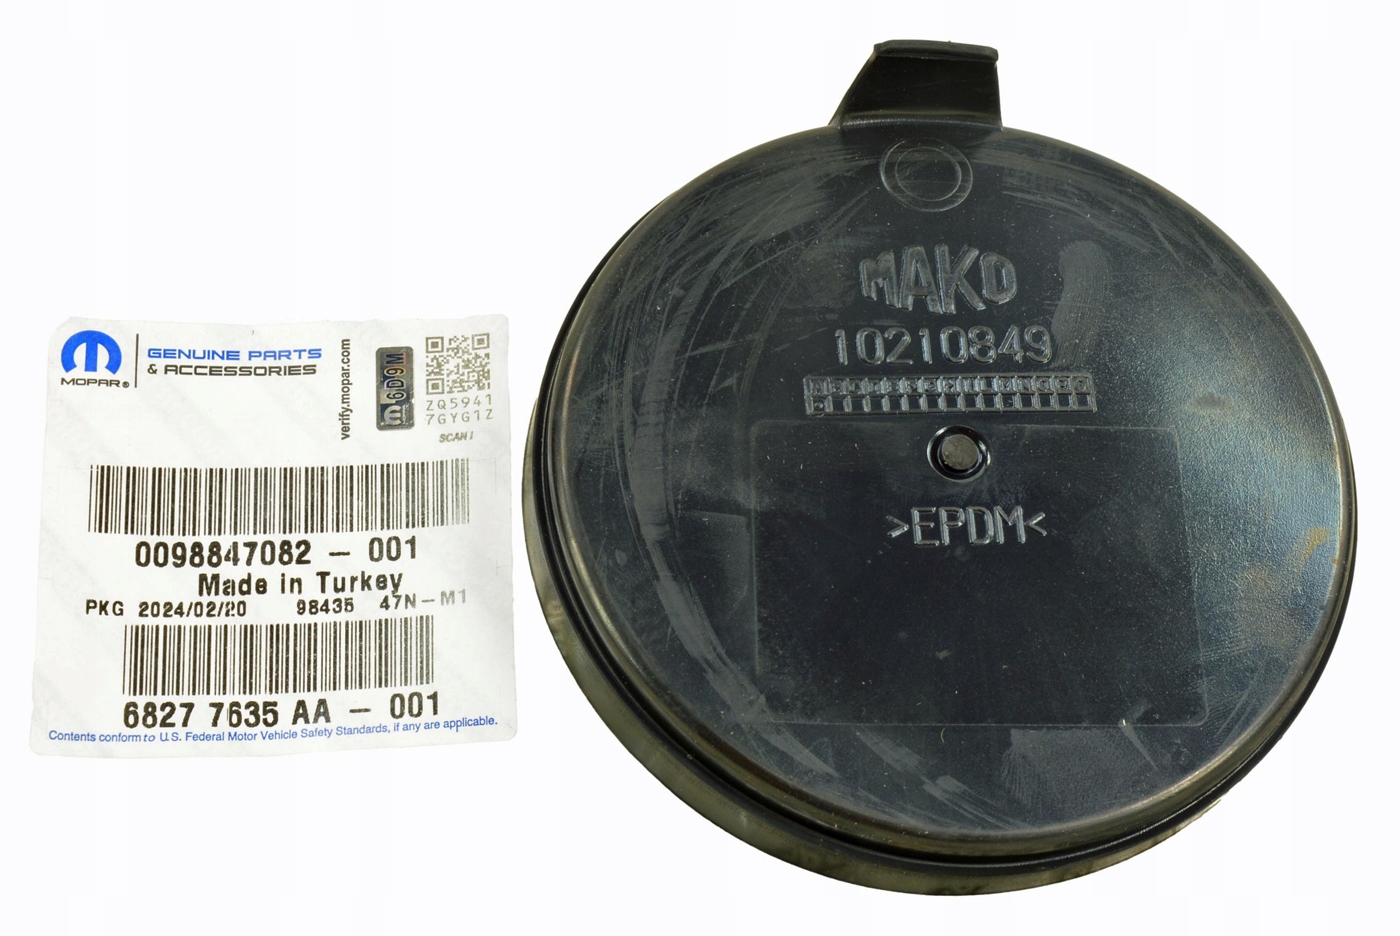 MOPAR®
GENUINE PARTS
& ACCESSORIES
verify.mopar.com
6D9M
ZQ5941
7GYG1Z
SCAN!
0098847082 - 001
Made in Turkey
PKG 2024/02/20 98435 47N-M1
6827 7635 AA - 001
Contents conform to U.S. Federal Motor Vehicle Safety Standards, if any are applicable.
MAKO
10210849
>EPDM<